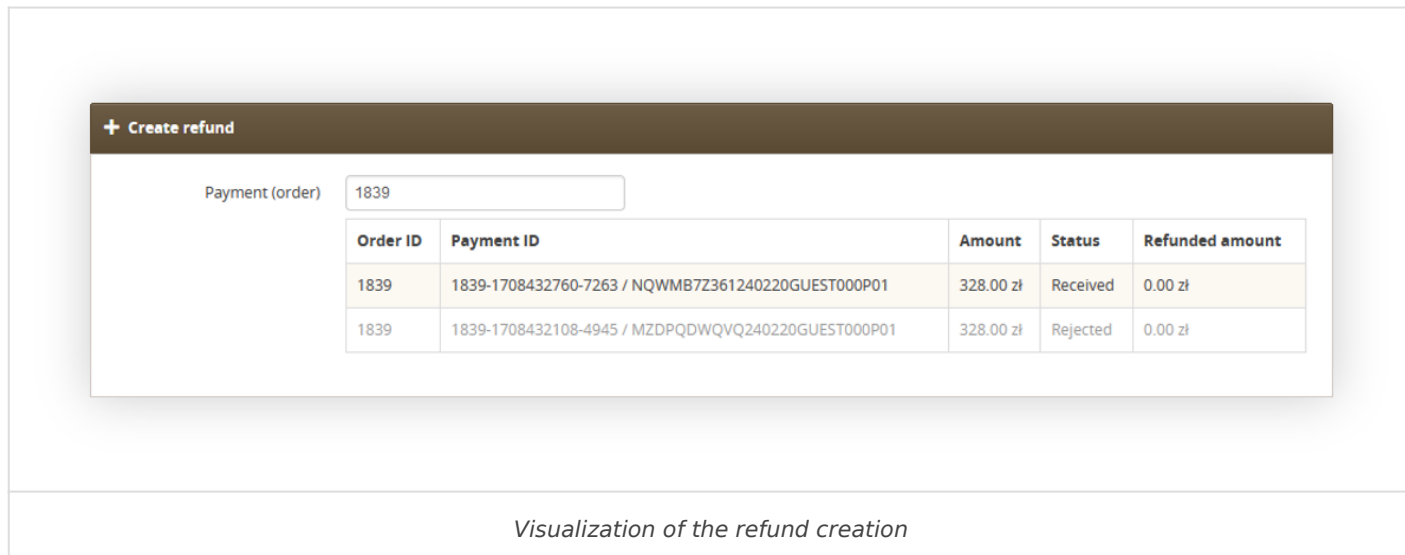 Create refund
Payment (order) 1839
Order ID Payment ID Amount Status Refunded amount
1839 1839-1708432760-7263 / NQWMB7Z361240220GUEST000P01 328.00 zł Received 0.00 zł
1839 1839-1708432108-4945 / MZDPQDWQVQ240220GUEST000P01 328.00 zł Rejected 0.00 zł
Visualization of the refund creation